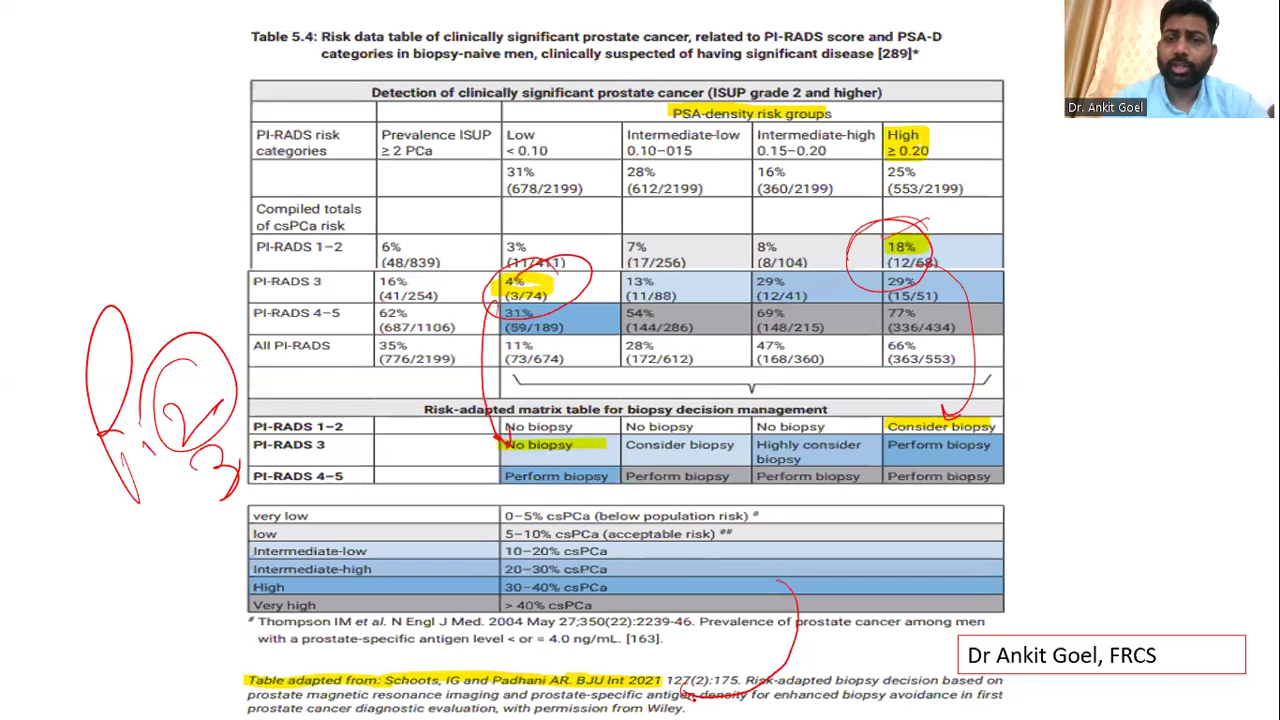 Table 5.4: Risk data table of clinically significant prostate cancer, related to PI-RADS score and PSA-D
categories in biopsy-naive men, clinically suspected of having significant disease [289]*
Dr. Ankit Goel
Detection of clinically significant prostate cancer (ISUP grade 2 and higher)
PSA-density risk groups
PI-RADS risk categories Prevalence ISUP ≥ 2 PCa Low < 0.10 Intermediate-low 0.10–015 Intermediate-high 0.15–0.20 High ≥ 0.20
31% (678/2199) 28% (612/2199) 16% (360/2199) 25% (553/2199)
Compiled totals of csPCa risk
PI-RADS 1–2 6% (48/839) 3% (11/411) 7% (17/256) 8% (8/104) 18% (12/68)
PI-RADS 3 16% (41/254) 4% (3/74) 13% (11/88) 29% (12/41) 29% (15/51)
PI-RADS 4–5 62% (687/1106) 31% (59/189) 54% (144/286) 69% (148/215) 77% (336/434)
All PI-RADS 35% (776/2199) 11% (73/674) 28% (172/612) 47% (168/360) 66% (363/553)
Risk-adapted matrix table for biopsy decision management
PI-RADS 1–2 No biopsy No biopsy No biopsy Consider biopsy
PI-RADS 3 No biopsy Consider biopsy Highly consider biopsy Perform biopsy
PI-RADS 4–5 Perform biopsy Perform biopsy Perform biopsy Perform biopsy
2
3
very low 0–5% csPCa (below population risk) #
low 5–10% csPCa (acceptable risk) ##
Intermediate-low 10–20% csPCa
Intermediate-high 20–30% csPCa
High 30–40% csPCa
Very high > 40% csPCa
# Thompson IM et al. N Engl J Med. 2004 May 27;350(22):2239-46. Prevalence of prostate cancer among men
with a prostate-specific antigen level < or = 4.0 ng/mL. [163].
Dr Ankit Goel, FRCS
Table adapted from: Schoots, IG and Padhani AR. BJU Int 2021 127(2):175. Risk-adapted biopsy decision based on
prostate magnetic resonance imaging and prostate-specific antigen density for enhanced biopsy avoidance in first
prostate cancer diagnostic evaluation, with permission from Wiley.